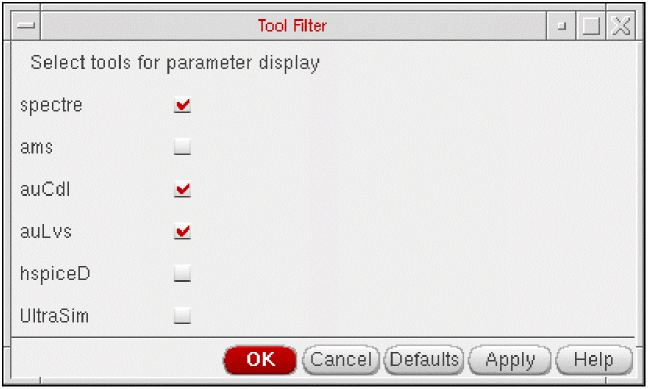 Tool Filter
Select tools for parameter display
spectre
ams
auCdl
auLvs
hspiceD
UltraSim
OK Cancel Defaults Apply Help